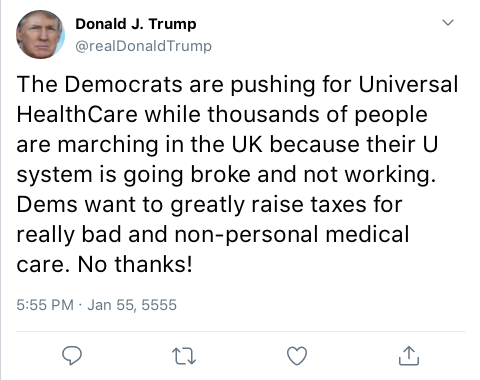 Donald J. Trump
@realDonaldTrump
The Democrats are pushing for Universal
HealthCare while thousands of people
are marching in the UK because their U
system is going broke and not working.
Dems want to greatly raise taxes for
really bad and non-personal medical
care. No thanks!
5:55 PM · Jan 55, 5555